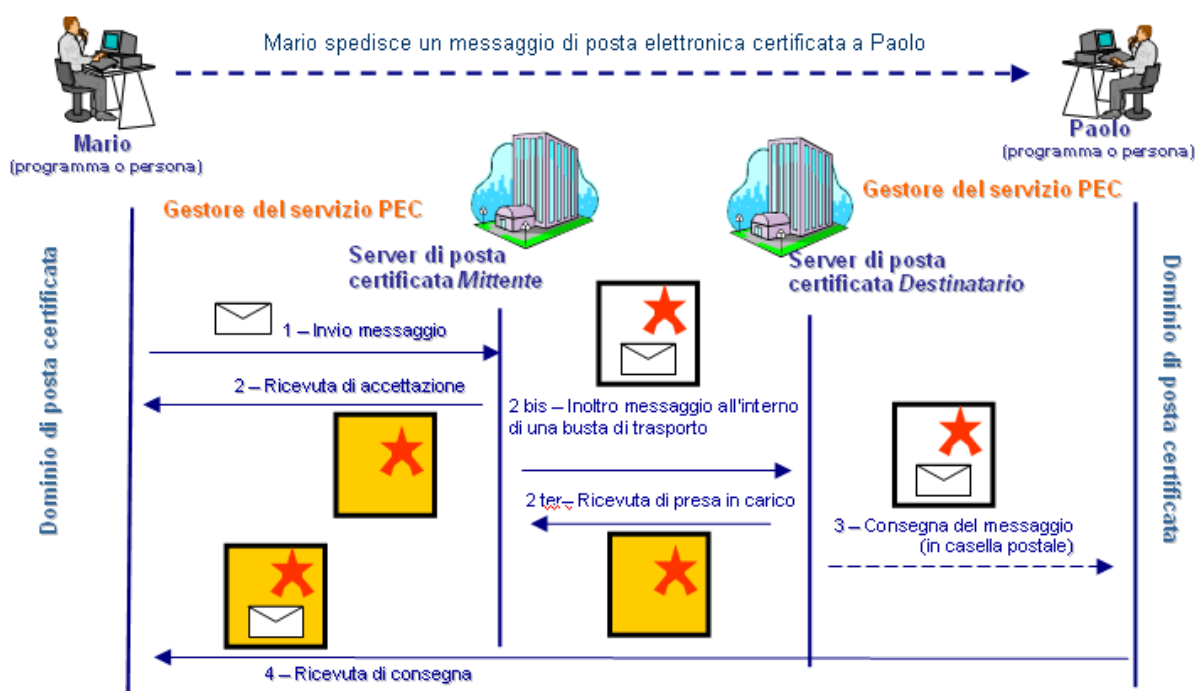 Mario spedisce un messaggio di posta elettronica certificata a Paolo
Mario
(programma o persona)
Paolo
(programma o persona)
Gestore del servizio PEC
Gestore del servizio PEC
Server di posta
certificata Mittente
Server di posta
certificata Destinatario
Dominio di posta certificata
Dominio di posta certificata
1 – Invio messaggio
2 – Ricevuta di accettazione
2 bis – Inoltro messaggio all'interno
di una busta di trasporto
2 ter– Ricevuta di presa in carico
3 – Consegna del messaggio
(in casella postale)
4 – Ricevuta di consegna